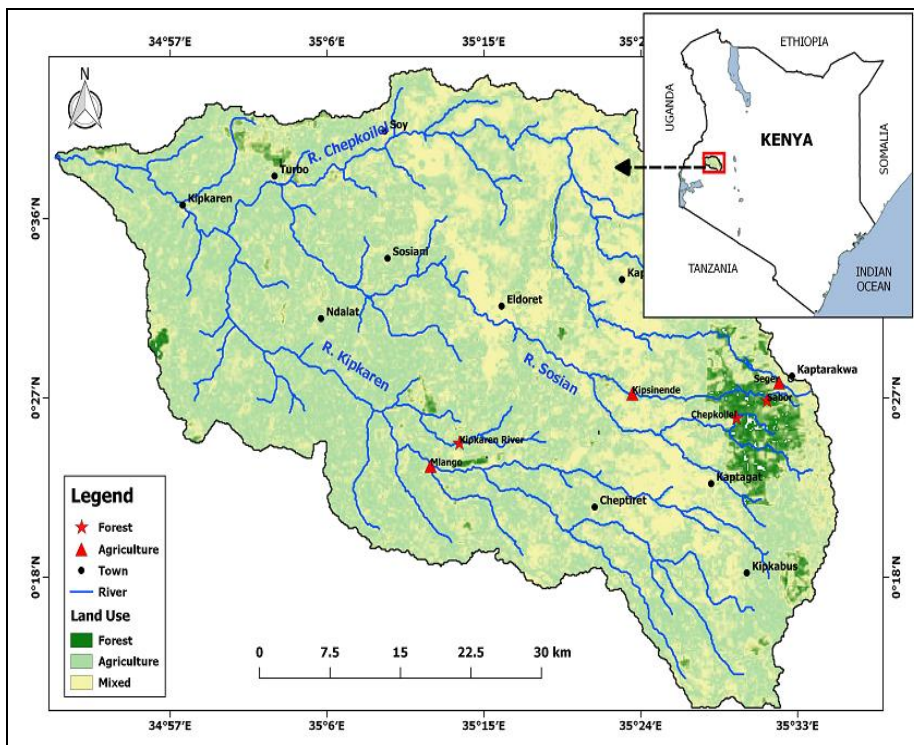 34°57'E
35°6'E
35°15'E
35°2
N
ETHIOPIA
UGANDA
KENYA
SOMALIA
TANZANIA
INDIAN
OCEAN
0°36'N
0°27'N
0°18'N
0°36'N
0°27'N
0°18'N
Soy
R. Chepkoilel
Turbo
Kipkaren
Sosiani
Kap
Eldoret
Ndalat
R. Kipkaren
R. Sosian
Kaptarakwa
Seger
Kipsinende
Sabor
Chepkoilel
Kipkaren River
Mlango
Kaptagat
Cheptiret
Kipkabus
Legend
Forest
Agriculture
Town
River
Land Use
Forest
Agriculture
Mixed
0 7.5 15 22.5 30 km
34°57'E
35°6'E
35°15'E
35°24'E
35°33'E